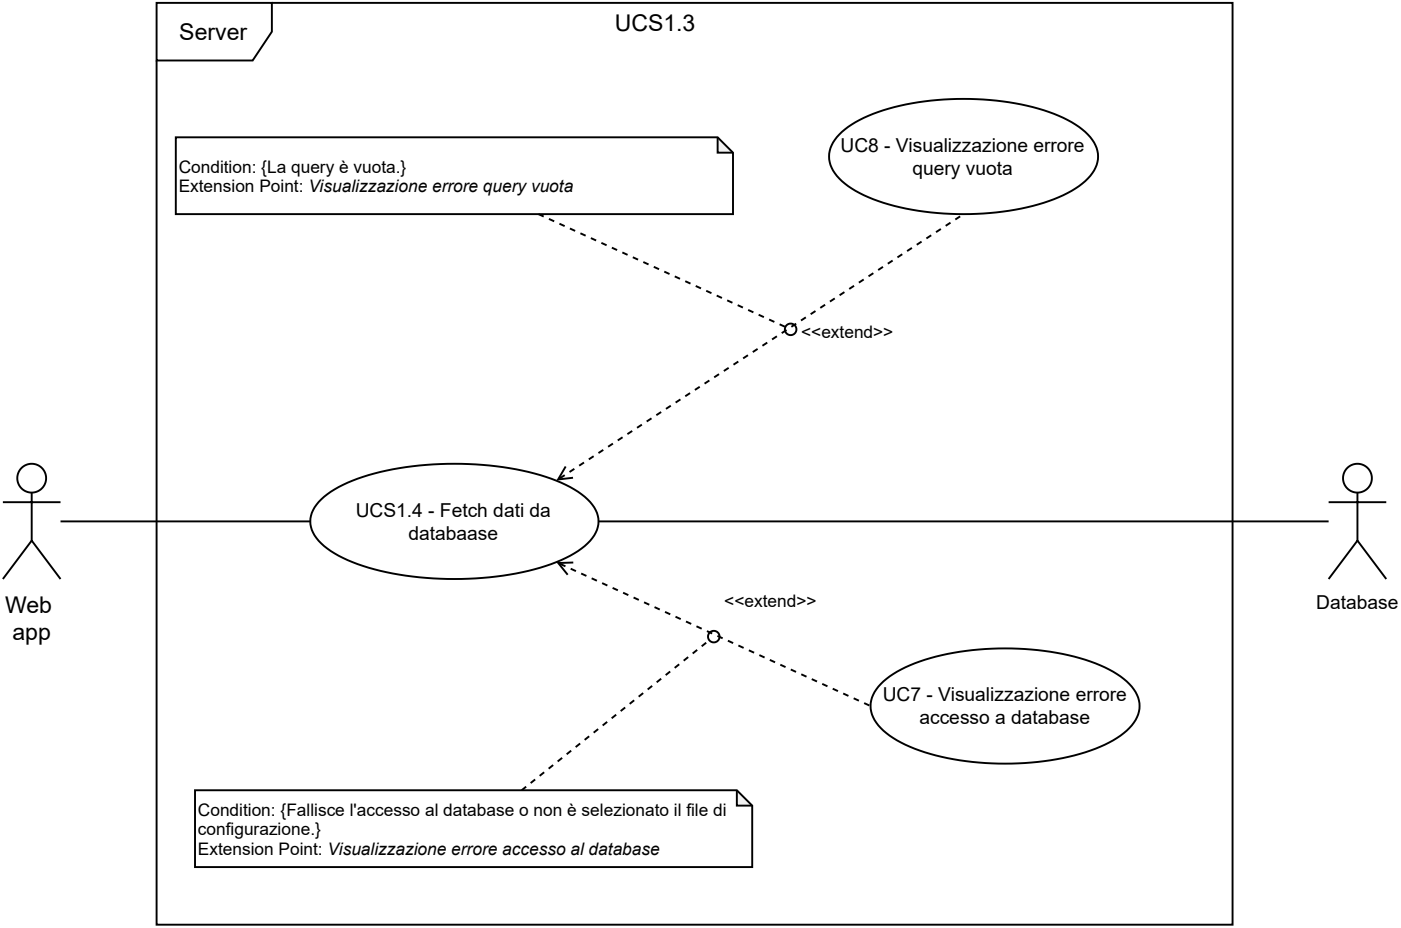 Server
UCS1.3
Condition: {La query è vuota.}
Extension Point: Visualizzazione errore query vuota
UC8 - Visualizzazione errore
query vuota
<<extend>>
UCS1.4 - Fetch dati da
databaase
Web
app
Database
<<extend>>
UC7 - Visualizzazione errore
accesso a database
Condition: {Fallisce l'accesso al database o non è selezionato il file di
configurazione.}
Extension Point: Visualizzazione errore accesso al database